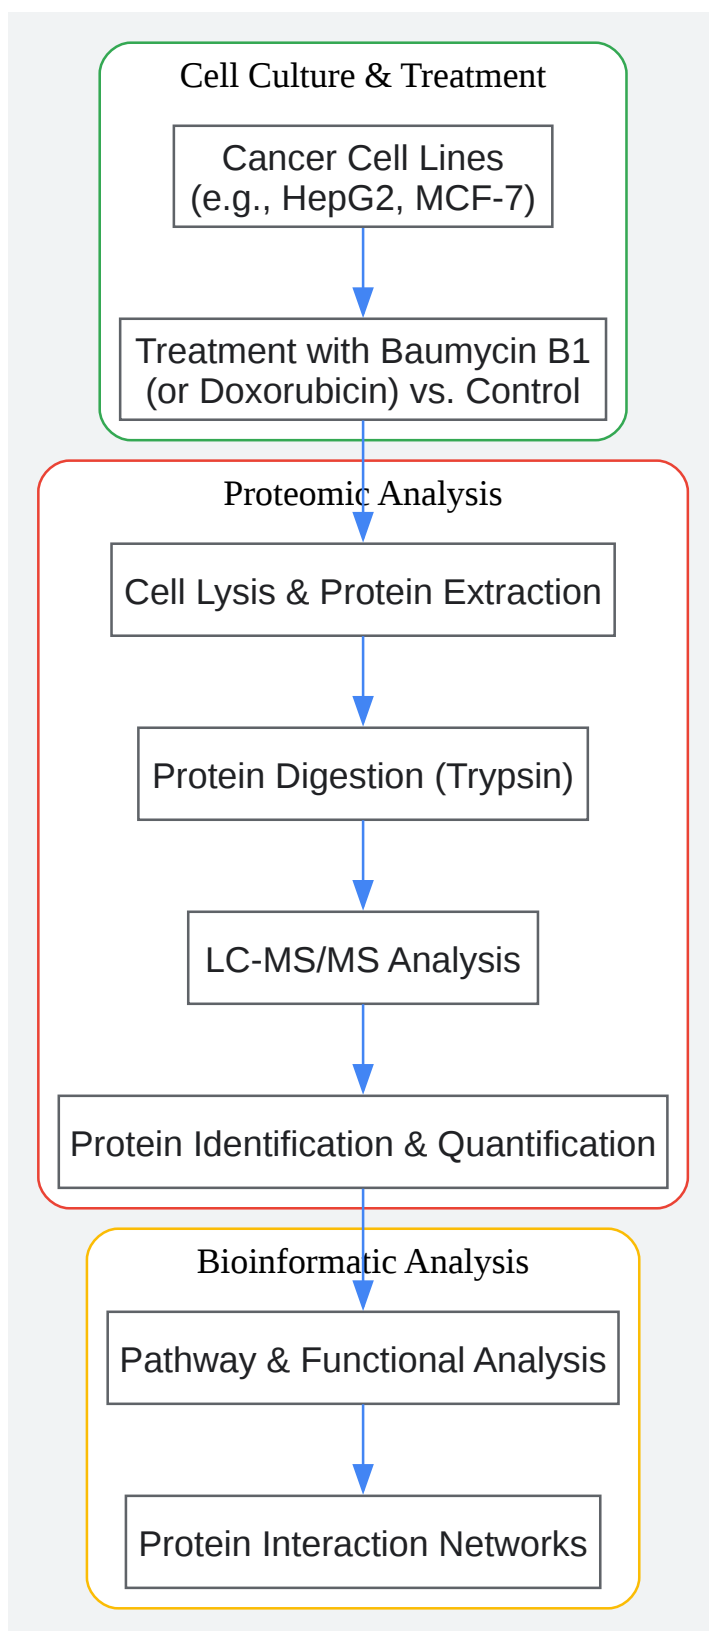 Cell Culture & Treatment
Cancer Cell Lines
(e.g., HepG2, MCF-7)
Treatment with Baumycin B1
(or Doxorubicin) vs. Control
Proteomic Analysis
Cell Lysis & Protein Extraction
Protein Digestion (Trypsin)
LC-MS/MS Analysis
Protein Identification & Quantification
Bioinformatic Analysis
Pathway & Functional Analysis
Protein Interaction Networks